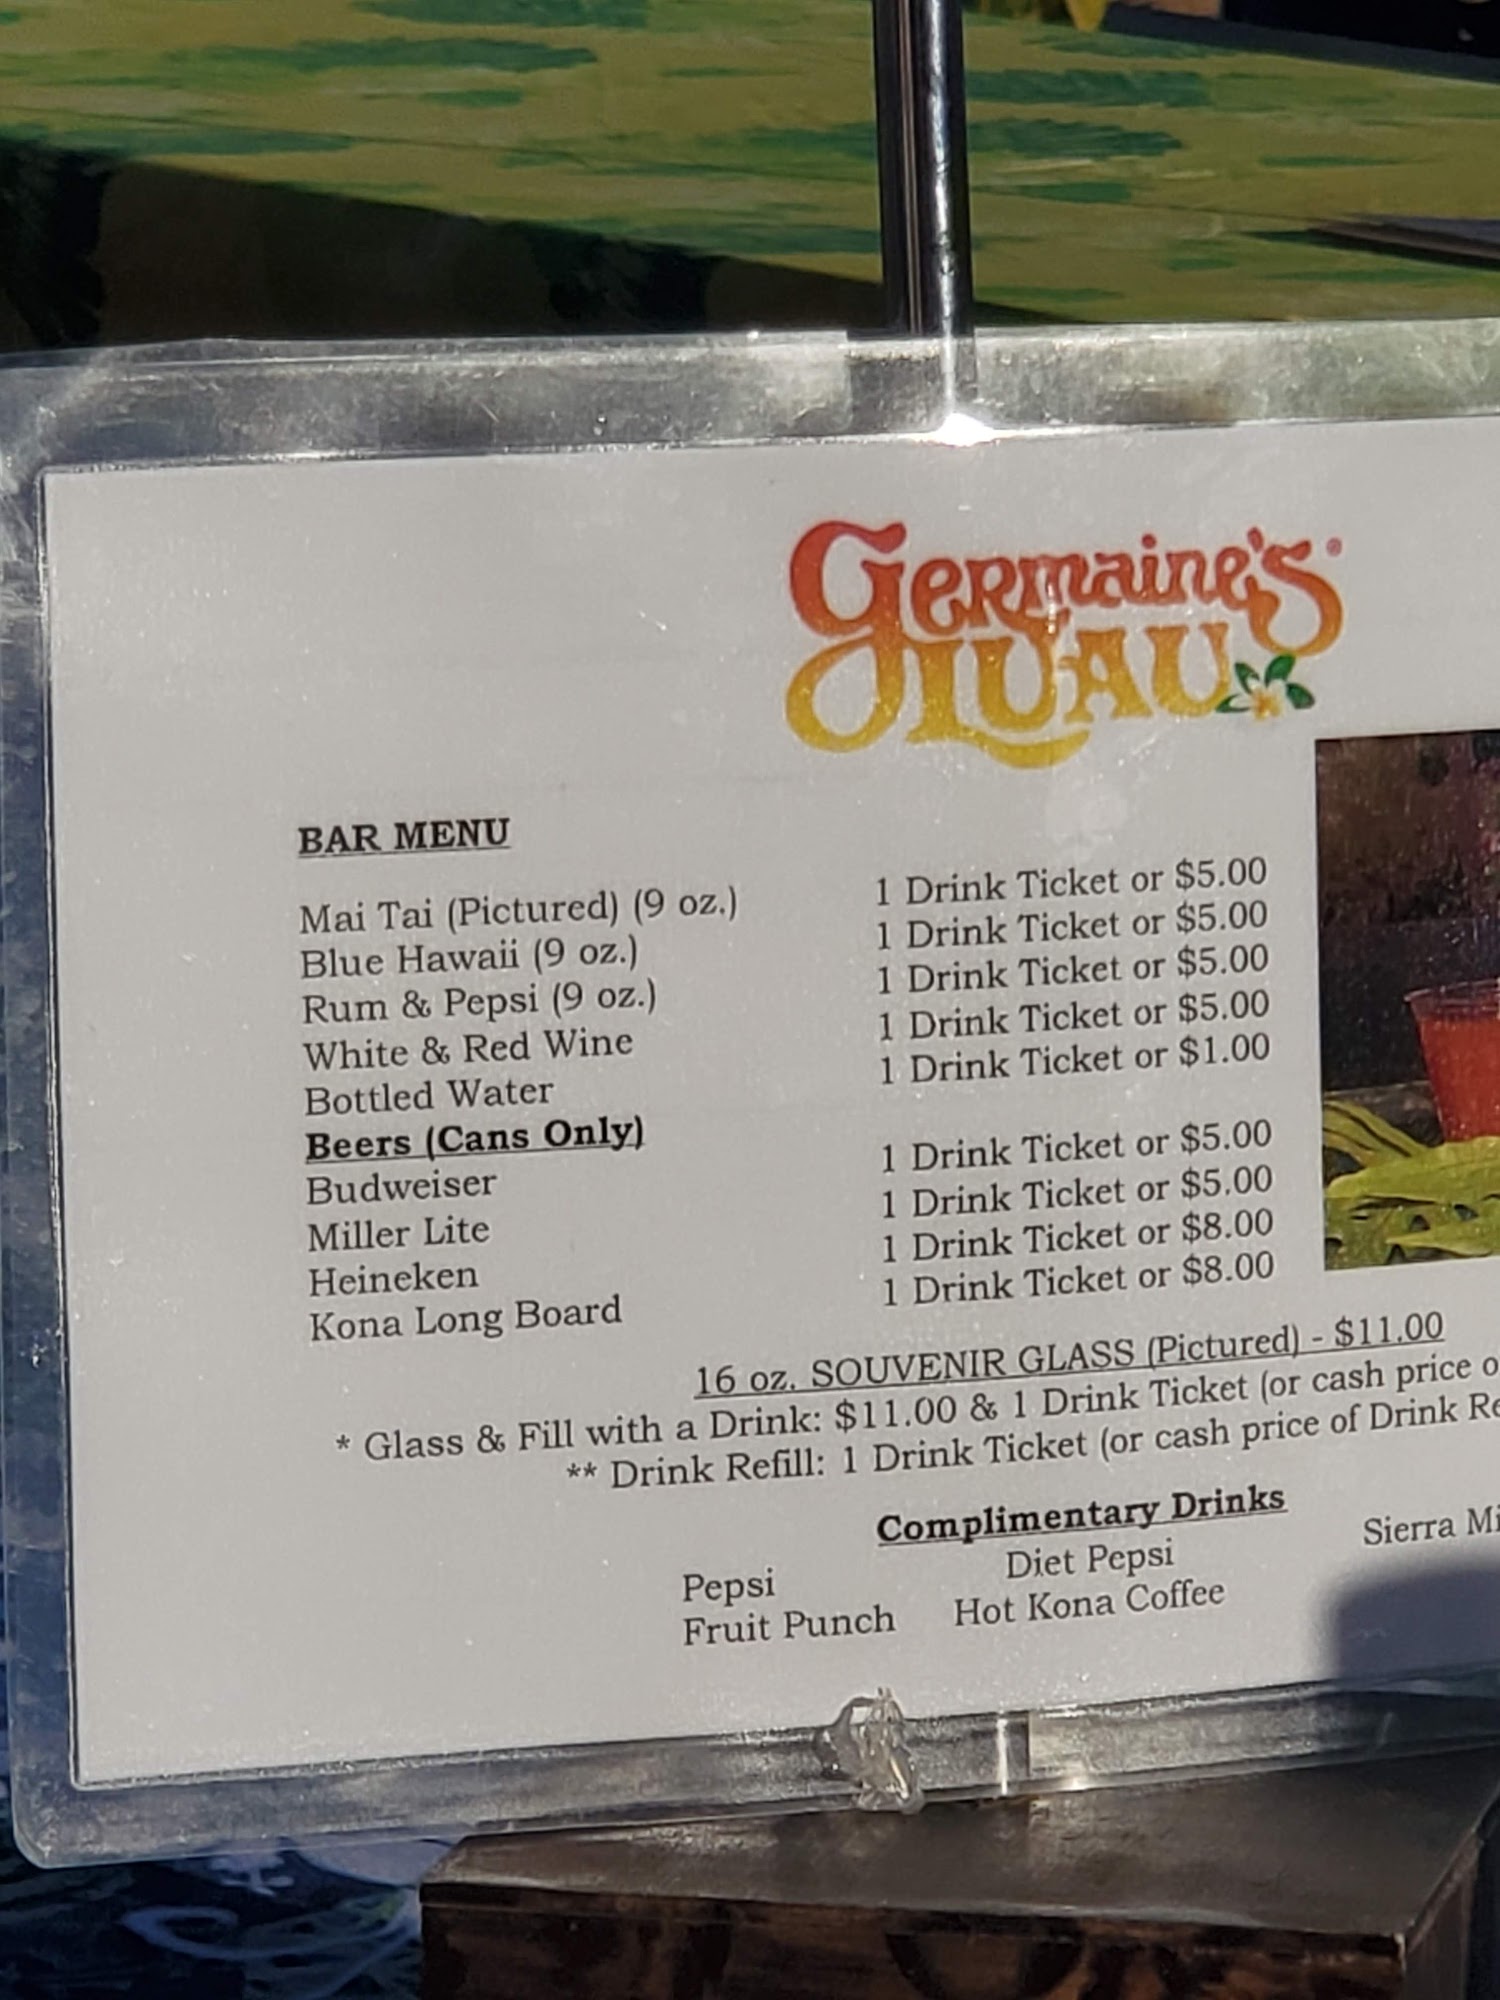 Germaine's®
LUAU
BAR MENU
Mai Tai (Pictured) (9 oz.) 1 Drink Ticket or $5.00
Blue Hawaii (9 oz.) 1 Drink Ticket or $5.00
Rum & Pepsi (9 oz.) 1 Drink Ticket or $5.00
White & Red Wine 1 Drink Ticket or $5.00
Bottled Water 1 Drink Ticket or $1.00
Beers (Cans Only)
Budweiser 1 Drink Ticket or $5.00
Miller Lite 1 Drink Ticket or $5.00
Heineken 1 Drink Ticket or $8.00
Kona Long Board 1 Drink Ticket or $8.00
16 oz. SOUVENIR GLASS (Pictured) - $11.00
* Glass & Fill with a Drink: $11.00 & 1 Drink Ticket (or cash price
** Drink Refill: 1 Drink Ticket (or cash price of Drink
Complimentary Drinks
Pepsi Diet Pepsi Sierra
Fruit Punch Hot Kona Coffee